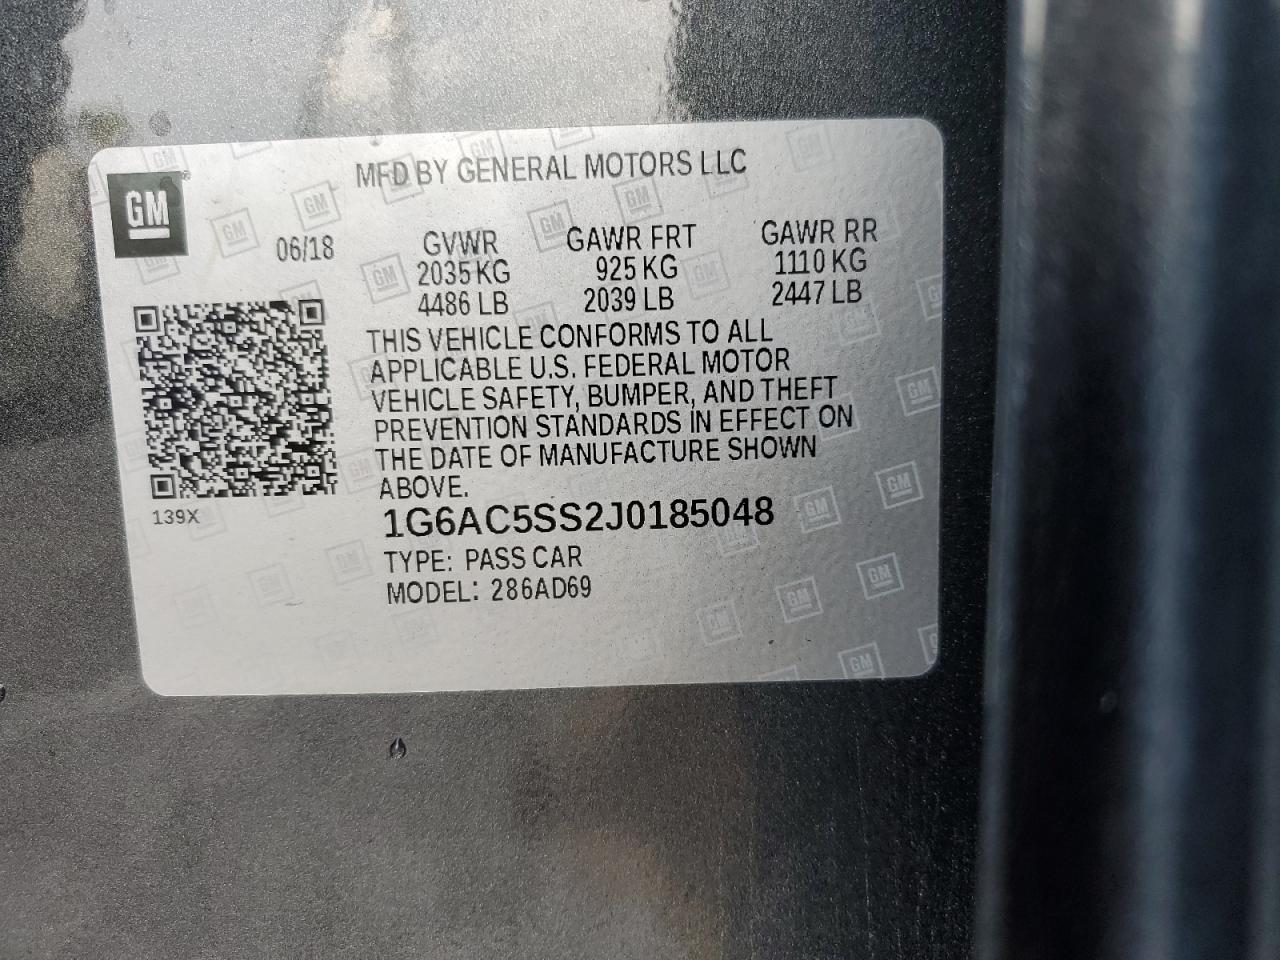 MFD BY GENERAL MOTORS LLC
GM
06/18
GVWR GAWR FRT GAWR RR
2035 KG 925 KG 1110 KG
4486 LB 2039 LB 2447 LB
THIS VEHICLE CONFORMS TO ALL
APPLICABLE U.S. FEDERAL MOTOR
VEHICLE SAFETY, BUMPER, AND THEFT
PREVENTION STANDARDS IN EFFECT ON
THE DATE OF MANUFACTURE SHOWN
ABOVE.
139X
1G6AC5SS2J0185048
TYPE: PASS CAR
MODEL: 286AD69